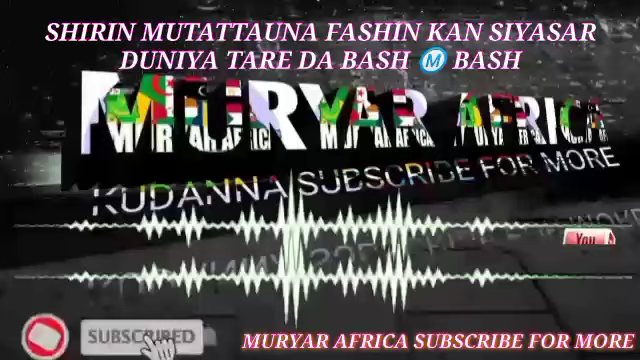 SHIRIN MUTATTAUNA FASHIN KAN SIYASAR
DUNIYA TARE DA BASH M BASH
MURYAR AFRICA
KUDANNA SUBSCRIBE FOR MORE
You
SUBSCRIBED
MURYAR AFRICA SUBSCRIBE FOR MORE